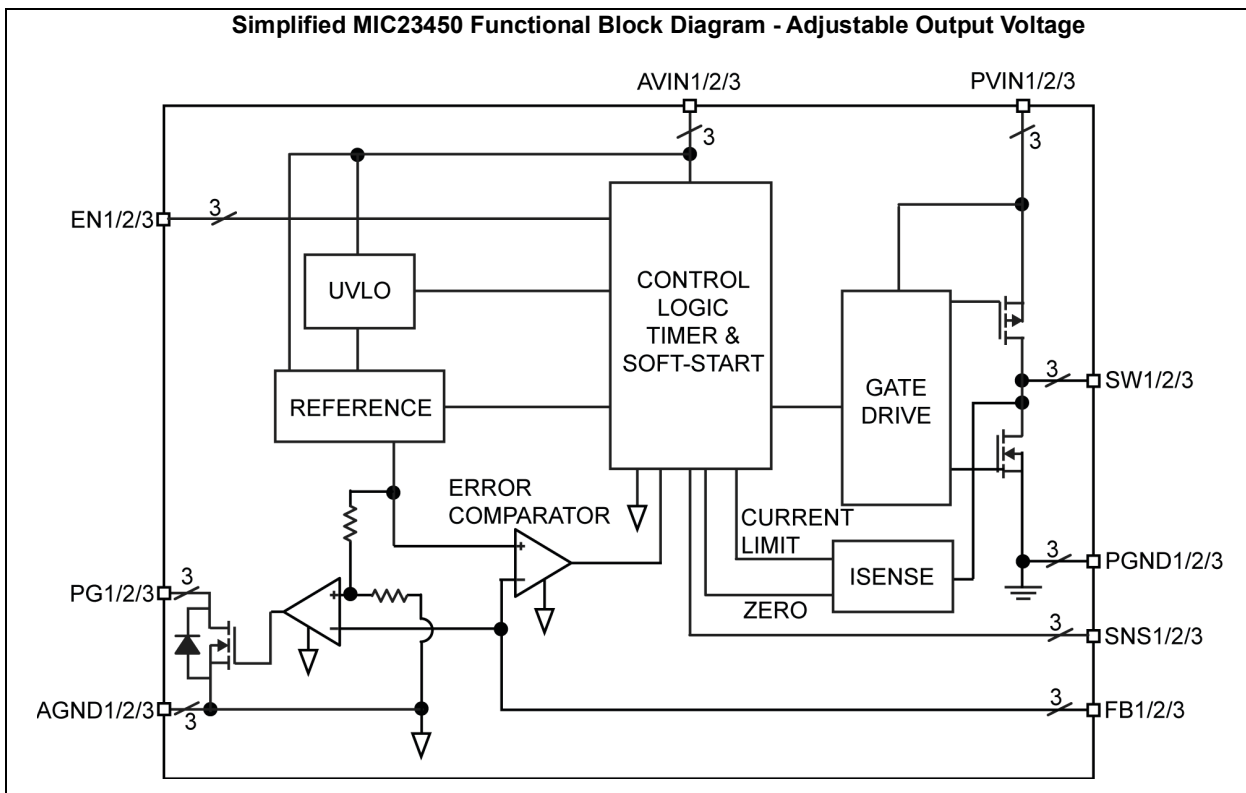 Simplified MIC23450 Functional Block Diagram - Adjustable Output Voltage
AVIN1/2/3
PVIN1/2/3
3
3
EN1/2/3
3
UVLO
CONTROL
LOGIC
TIMER &
SOFT-START
REFERENCE
GATE
DRIVE
3
SW1/2/3
ERROR
COMPARATOR
CURRENT
LIMIT
ISENSE
ZERO
3
PGND1/2/3
PG1/2/3
3
3
SNS1/2/3
AGND1/2/3
3
3
FB1/2/3
+
–
+
–